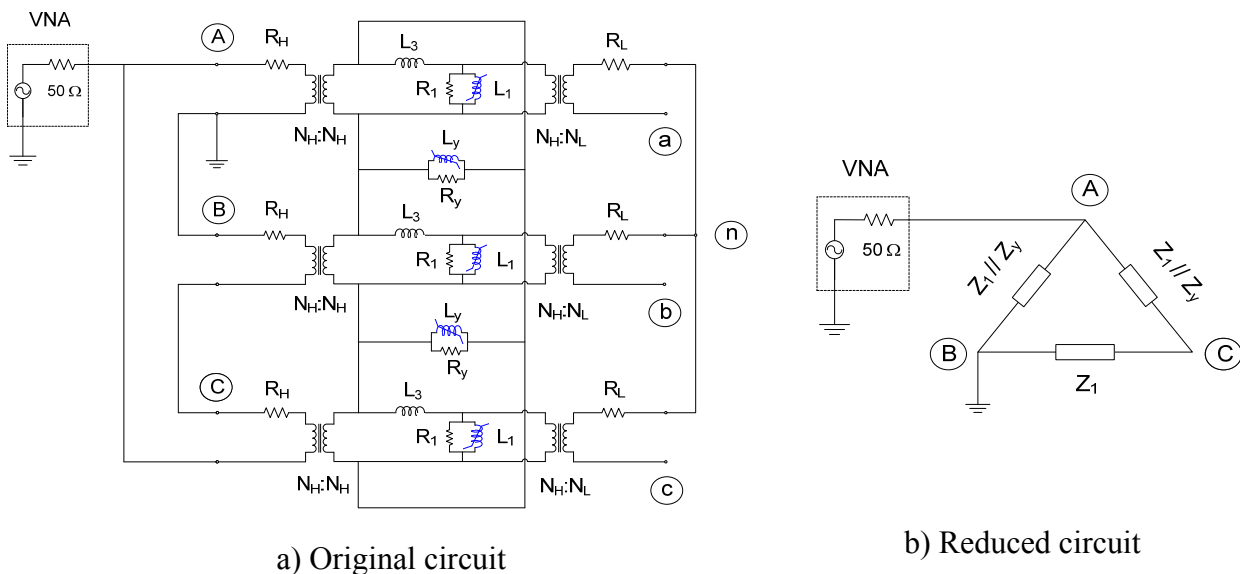 VNA
50 Ω
A
R_H
L_3
R_L
R_1
L_1
N_H:N_H
N_H:N_L
a
L_y
R_y
B
R_H
L_3
R_L
n
R_1
L_1
N_H:N_H
N_H:N_L
b
L_y
R_y
C
R_H
L_3
R_L
R_1
L_1
N_H:N_H
N_H:N_L
c
a) Original circuit
VNA
50 Ω
A
Z_1 // Z_y
Z_1 // Z_y
B
C
Z_1
b) Reduced circuit